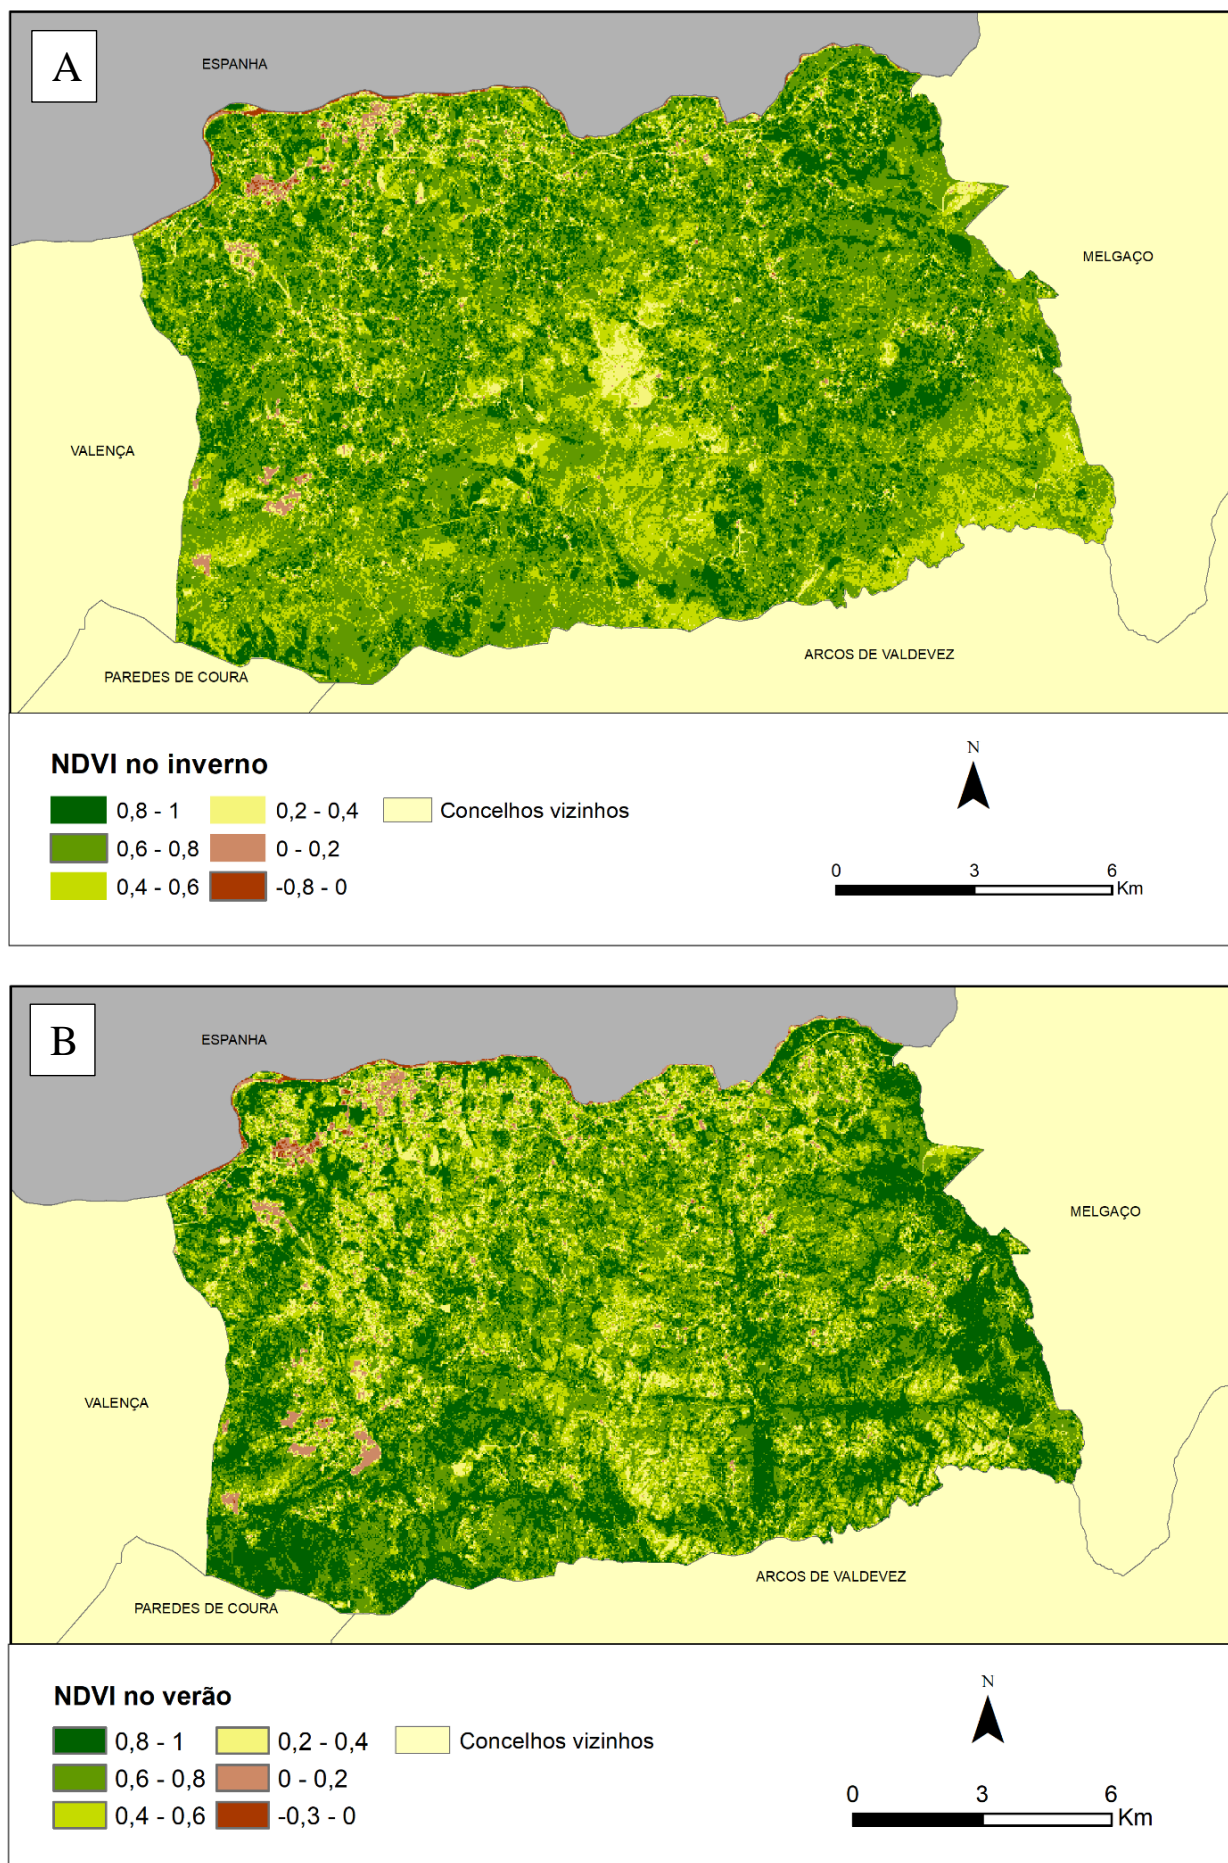 A
ESPANHA
MELGAÇO
VALENÇA
ARCOS DE VALDEVEZ
PAREDES DE COURA
NDVI no inverno
0,8 - 1
0,2 - 0,4
Concelhos vizinhos
0,6 - 0,8
0 - 0,2
0,4 - 0,6
-0,8 - 0
N
0 3 6
Km
B
ESPANHA
MELGAÇO
VALENÇA
ARCOS DE VALDEVEZ
PAREDES DE COURA
NDVI no verão
0,8 - 1
0,2 - 0,4
Concelhos vizinhos
0,6 - 0,8
0 - 0,2
0,4 - 0,6
-0,3 - 0
N
0 3 6
Km